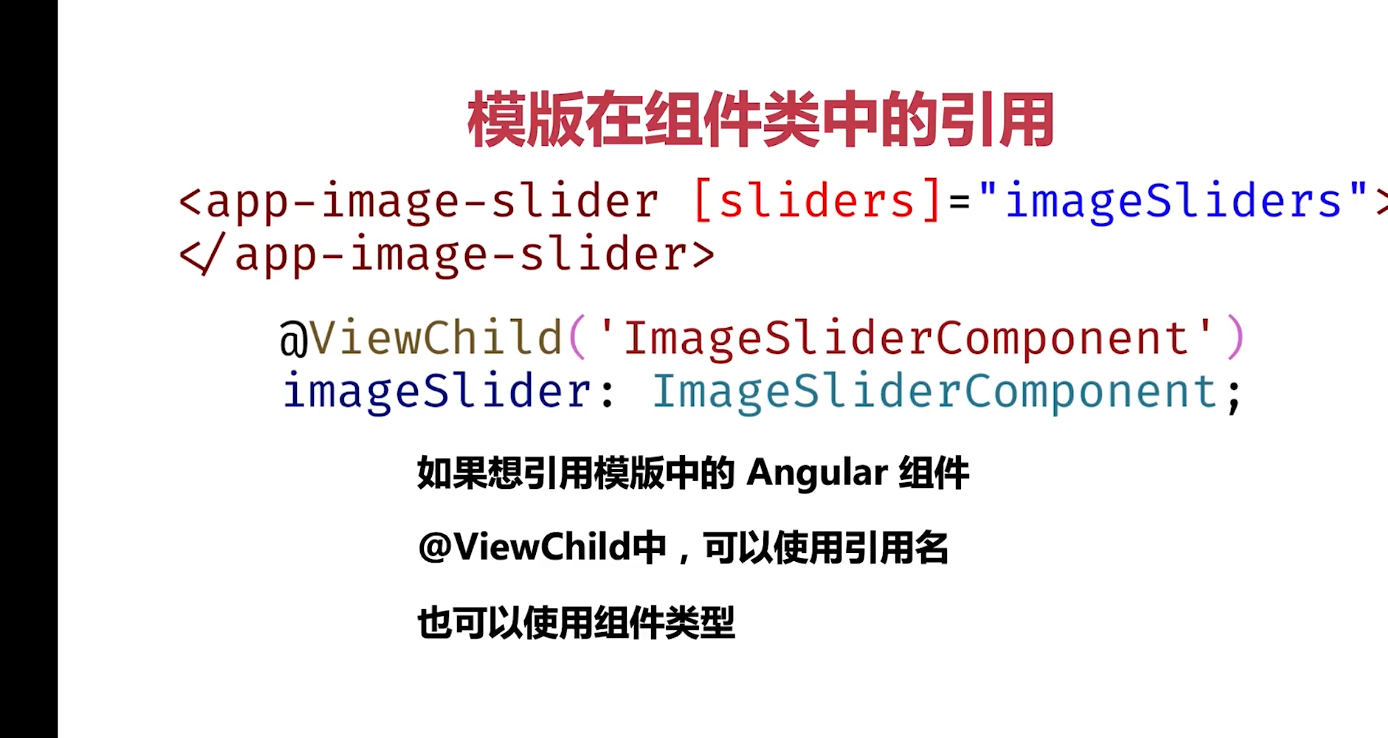 模版在组件类中的引用
<app-image-slider [sliders]="imageSliders">
</app-image-slider>
@ViewChild('ImageSliderComponent')
imageSlider: ImageSliderComponent;
如果想引用模版中的 Angular 组件
@ViewChild中，可以使用引用名
也可以使用组件类型